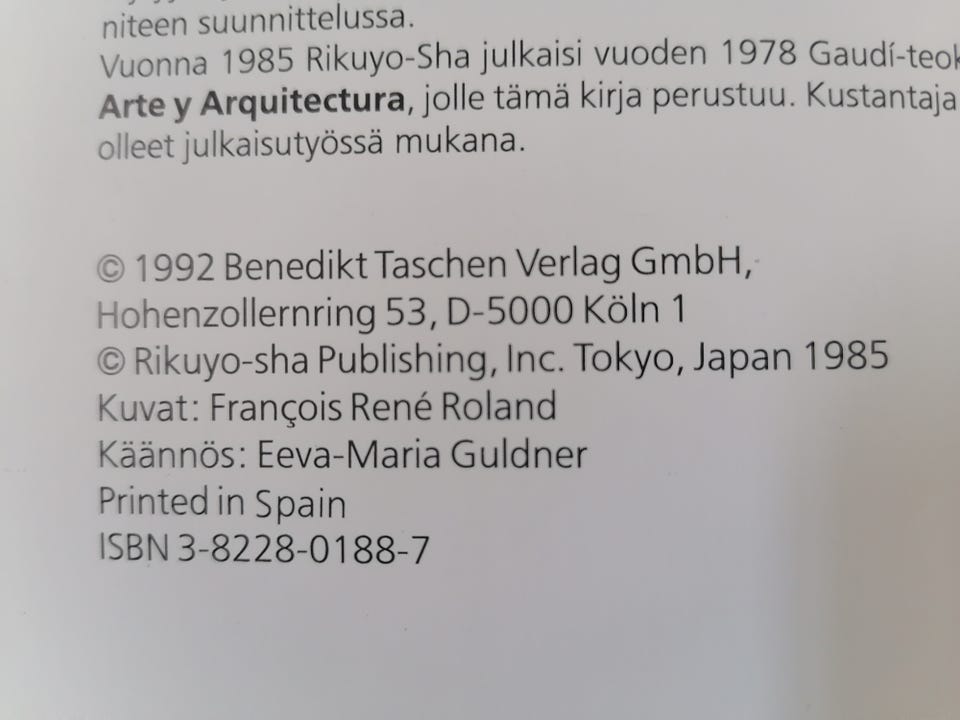 niteen suunnittelussa.
Vuonna 1985 Rikuyo-Sha julkaisi vuoden 1978 Gaudí-teok
Arte y Arquitectura, jolle tämä kirja perustuu. Kustantaja
olleet julkaisutyössä mukana.
© 1992 Benedikt Taschen Verlag GmbH,
Hohenzollernring 53, D-5000 Köln 1
© Rikuyo-sha Publishing, Inc. Tokyo, Japan 1985
Kuvat: François René Roland
Käännös: Eeva-Maria Guldner
Printed in Spain
ISBN 3-8228-0188-7